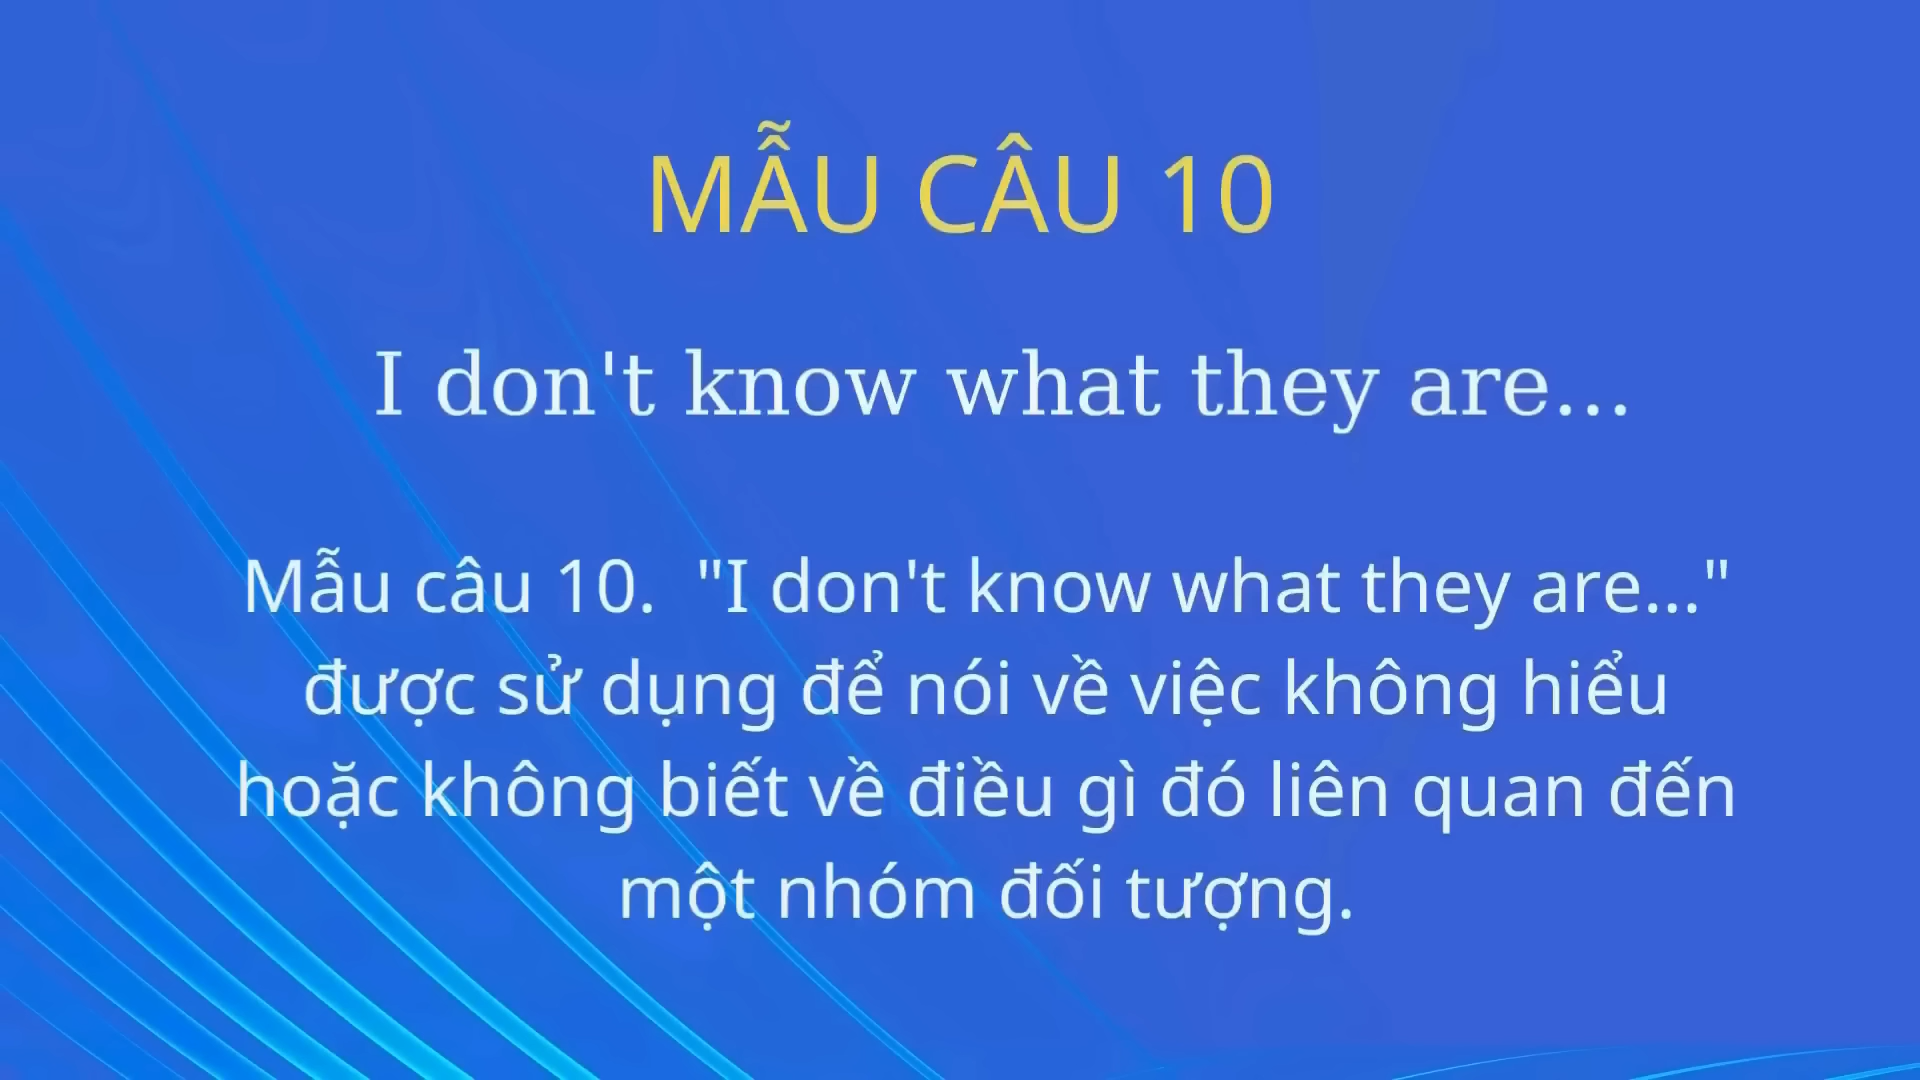 MẪU CÂU 10
I don't know what they are...
Mẫu câu 10. "I don't know what they are..."
được sử dụng để nói về việc không hiểu
hoặc không biết về điều gì đó liên quan đến
một nhóm đối tượng.